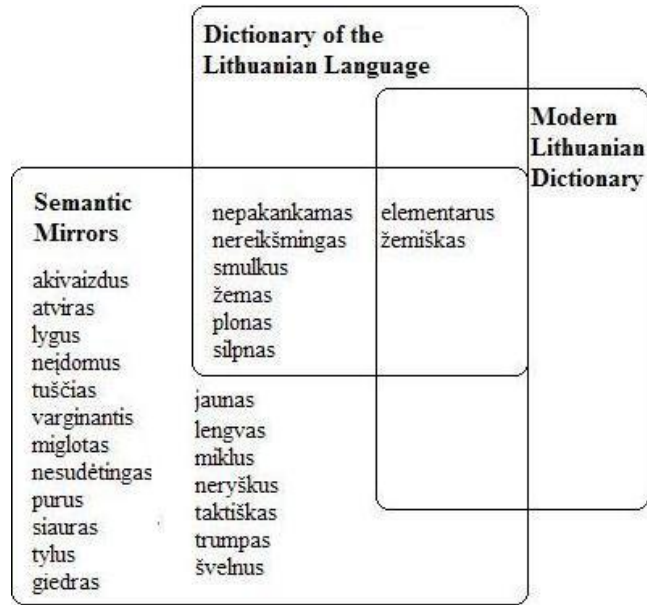 Dictionary of the
Lithuanian Language
Modern
Lithuanian
Dictionary
Semantic
Mirrors
akivaizdus
atviras
lygus
neįdomus
tuščias
varginantis
miglotas
nesudėtingas
purus
siauras
tylus
giedras
nepakankamas
nereikšmingas
smulkus
žemas
plonas
silpnas
elementarus
žemiškas
jaunas
lengvas
miklus
neryškus
taktiškas
trumpas
švelnus